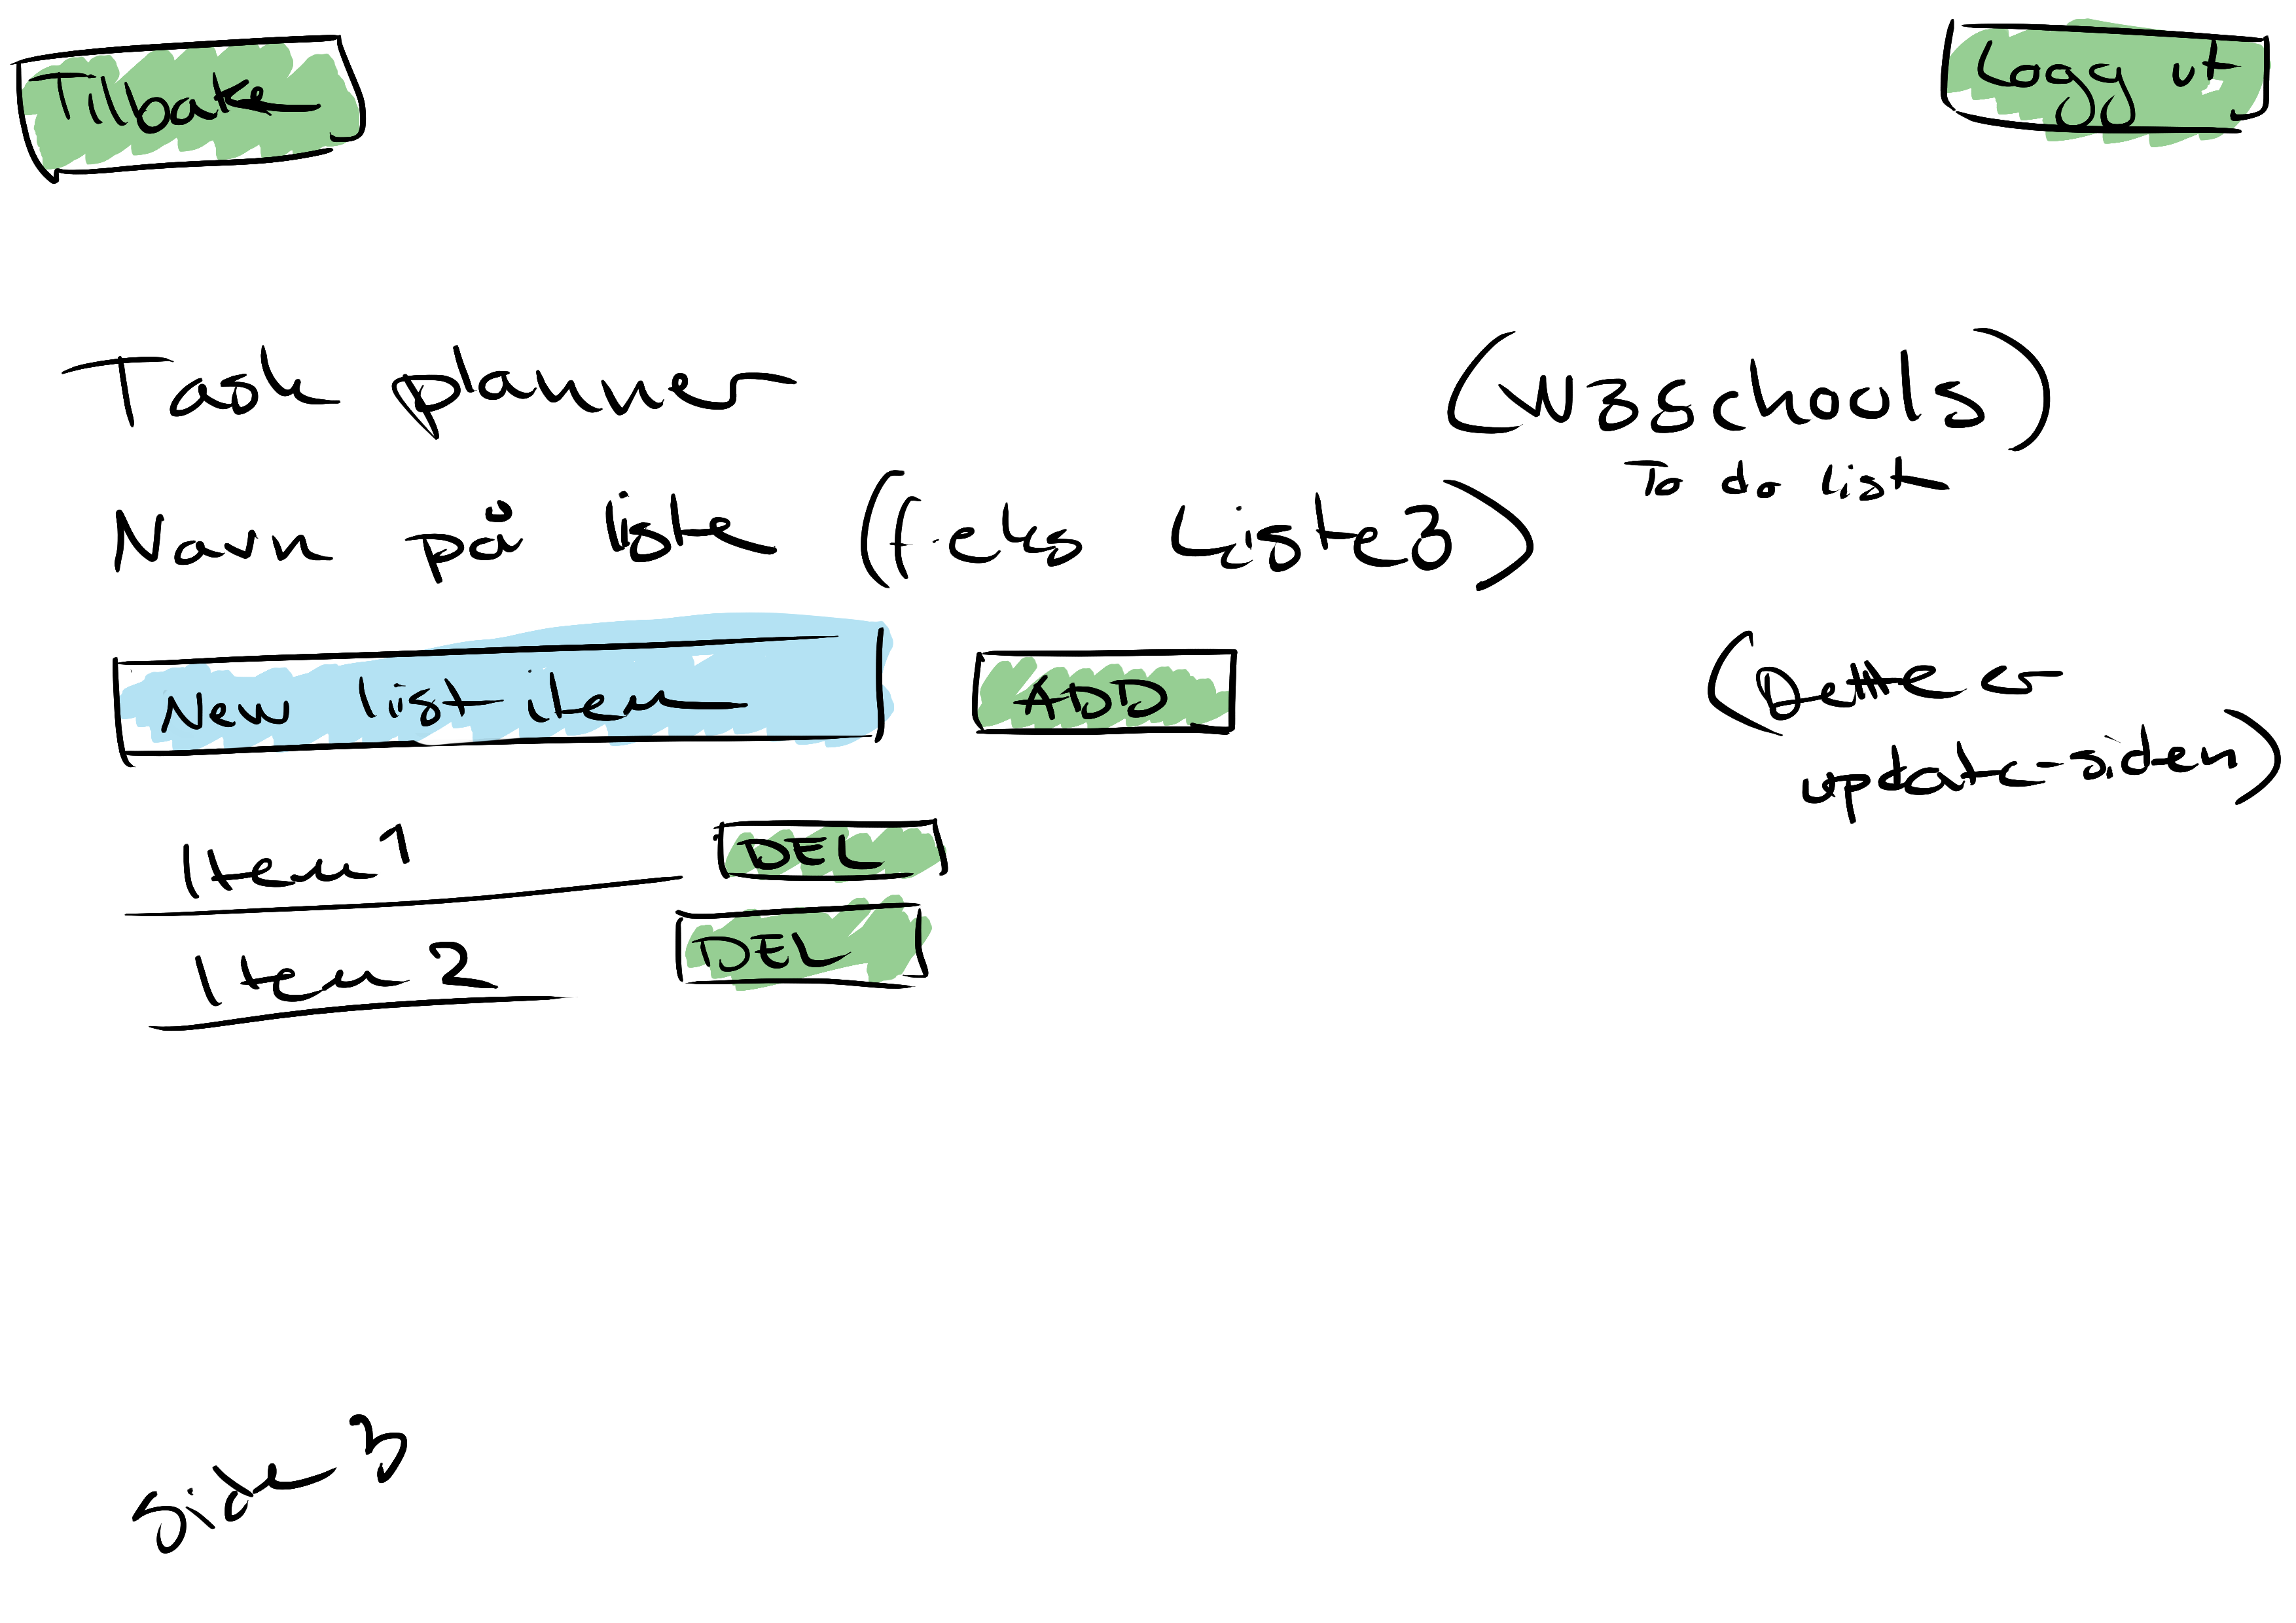 Tilbake
Logg ut
Task planner
(W3schools)
To do list
Navn på liste (f.eks Liste3)
New list item
ADD
(Dette er
update-siden)
Item 1
DEL
Item 2
DEL
Side 3